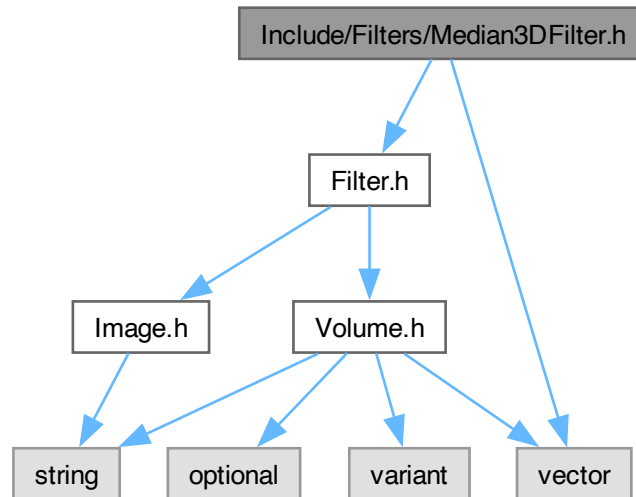 Include/Filters/Median3DFilter.h
Filter.h
Image.h
Volume.h
string
optional
variant
vector